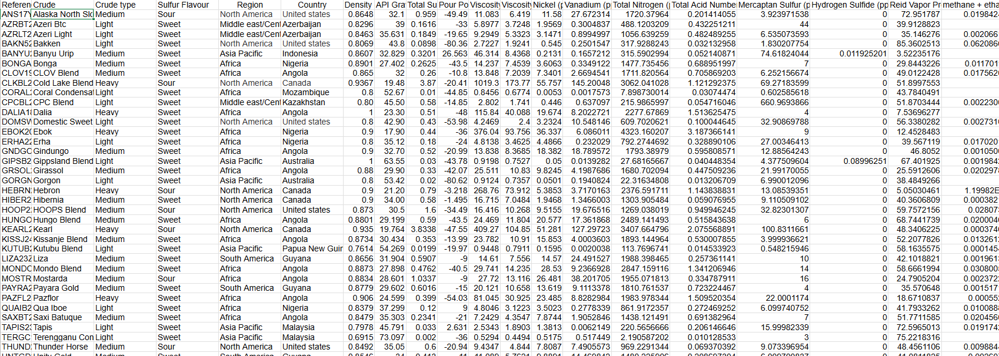 Referen Crude Crude type Sulfur Flavour Region Country Density API Gra Total Su Pour Po Viscosity Viscosity Nickel (p Vanadium (p Total Nitrogen ( Total Acid Numbe Mercaptan Sulfur (p Hydrogen Sulfide (pp Reid Vapor Pr methane + etha
ANS17Y Alaska North Slo Medium Sour North America United states 0.8648 32.1 0.959 -49.49 11.083 6.419 11.58 27.672314 1720.37964 0.201414055 3.923971538 0 72.951787 0.019842
AZRBT2 Azeri Btc Light Sweet Middle east/Cent Azerbaijan 0.8296 39 0.1616 -33 5.8977 3.7248 1.9569 0.3004837 488.1203209 0.432251211 44 0 39.9128823
AZRLT2 Azeri Light Light Sweet Middle east/Cent Azerbaijan 0.8463 35.631 0.1849 -19.65 9.2949 5.3323 3.1471 0.8994997 1056.639259 0.482489255 6.535073593 0 35.146276 0.002066
BAKN52 Bakken Light Sweet North America United states 0.8069 43.8 0.0898 -80.36 2.7227 1.9241 0.545 0.2501547 317.9288243 0.032132958 1.830207754 0 85.3602513 0.062086
BANYU2 Banyu Urip Medium Sweet Asia Pacific Indonesia 0.8607 32.829 0.3201 26.563 46.314 8.4368 0.2131 0.1657212 315.5902994 0.052140871 74.61824044 0.011925201 3.52235176
BONGA Bonga Medium Sweet Africa Nigeria 0.8901 27.402 0.2625 -43.5 14.237 7.4539 3.6063 0.3349122 1477.735456 0.688951997 7 0 29.8443226 0.011701
CLOV19 CLOV Blend Medium Sweet Africa Angola 0.865 32 0.26 -10.8 13.848 7.2039 7.3401 2.6694541 1711.820564 0.705869203 6.252156674 0 49.0122428 0.017562
CLKBL2 Cold Lake Blend Heavy Sour North America Canada 0.9367 19.48 3.87 -20.41 1019.3 173.77 55.757 145.20048 3062.041028 1.121292375 69.27183599 0 51.8997553
CORAL2 Coral Condensat Light Sweet Africa Mozambique 0.8 52.67 0.01 -44.85 0.8456 0.6774 0.0053 0.0017573 7.898730014 0.03074474 0.602585618 0 43.7840491
CPCBL2 CPC Blend Light Sweet Middle east/Cent Kazakhstan 0.80 45.50 0.58 -14.85 2.802 1.741 0.446 0.637097 215.9865997 0.054716046 660.9693866 0 51.8703444 0.002230
DALIA18 Dalia Heavy Sweet Africa Angola 1 23.30 0.51 -48 115.84 40.088 19.674 8.2022721 2277.67869 1.513625475 4 0 7.53696277
DOMSW Domestic Sweet Light Sweet North America United states 0.8 42.90 0.43 -53.98 4.2469 2.4 3.2324 10.548146 609.7020621 0.100044645 32.90869788 0 56.3380282 0.002731
EBOK20 Ebok Heavy Sweet Africa Nigeria 0.9 17.90 0.44 -36 376.04 93.756 36.337 6.086011 4323.160207 3.187366141 9 0 12.4528483
ERHA22 Erha Light Sweet Africa Nigeria 0.8 35.12 0.18 -24 4.8138 3.4625 4.4866 0.232029 792.2744692 0.328890106 27.00346413 0 39.567119 0.017020
GNDGO Gindungo Medium Sweet Africa Angola 0.9 32.70 0.52 -20.99 13.838 8.3685 18.382 18.789572 1793.38979 0.595808571 12.88564243 0 46.8052 0.001050
GIPSB2 Gippsland Blend Light Sweet Asia Pacific Australia 1 63.55 0.03 -43.78 0.9198 0.7527 0.05 0.0139282 27.68165667 0.040448354 4.377509604 0.08996251 67.401925 0.001984
GRSOL Girassol Medium Sweet Africa Angola 0.88 29.90 0.33 -42.07 25.511 10.83 9.8245 4.1987686 1680.702094 0.447509236 21.99170055 0 25.5912606 0.020297
GORGN Gorgon Light Sweet Asia Pacific Australia 0.8 53.42 0.02 -80.62 0.9124 0.7357 0.0501 0.1940824 22.31634808 0.013206709 6.990012096 0 38.4849266
HEBRN Hebron Heavy Sour North America Canada 0.9 21.20 0.79 -3.218 268.76 73.912 5.3853 3.7170163 2376.591711 1.143838831 13.08539351 0 5.05030461 1.19982E
HIBER2 Hibernia Medium Sweet North America Canada 0.9 34.00 0.58 -1.495 16.715 7.0484 1.9468 1.3466006 1303.905484 0.059076955 9.110509102 0 40.3606809 0.000382
HOOP2 HOOPS Blend Medium Sour North America United states 0.873 30.5 1.6 -34.49 16.416 10.268 9.5155 19.676516 1269.038019 0.949946245 32.82301307 0 59.7572156 0.02807
HUNGO Hungo Blend Medium Sweet Africa Angola 0.8801 29.199 0.59 -43.5 24.469 11.804 20.577 17.361868 2489.141493 0.515843638 6 0 68.7441739 0.020004
KEARL2 Kearl Heavy Sour North America Canada 0.935 19.764 3.8338 -47.55 409.27 104.85 51.281 127.29723 3407.664796 2.075568891 100.8311661 0 48.3406225 0.000374
KISSJ24 Kissanje Blend Medium Sweet Africa Angola 0.8734 30.434 0.353 -13.99 23.782 10.91 15.853 4.0003603 1893.144964 0.530007855 3.999936621 0 52.2077826 0.013261
KUTUB2 Kutubu Blend Light Sweet Asia Pacific Papua New Guin 0.7614 54.269 0.0199 -19.97 0.9448 0.7911 0.1595 0.0020038 113.7696741 0.014533923 0.548215946 0 58.1635575 0.000145
LIZA23Z Liza Medium Sweet South America Guyana 0.8656 31.904 0.5907 -9 14.61 7.556 14.57 24.491527 1988.398465 0.257361141 10 0 42.1018821 0.001961
MONDO Mondo Blend Medium Sweet Africa Angola 0.8873 27.898 0.4762 -40.5 29.741 14.235 28.53 9.2366928 2847.159116 1.341206946 14 0 58.6661994 0.030800
MOSTR Mostarda Medium Sour Africa Angola 0.8834 28.601 1.0337 -9 27.72 13.116 26.481 38.201705 1955.071813 0.334787911 16 0 24.7905204 0.002372
PAYRA2 Payara Gold Medium Sweet South America Guyana 0.8779 29.602 0.6016 -15 20.121 10.658 13.619 9.1113378 1810.761537 0.723224467 4 0 35.570648 0.001517
PAZFL2 Pazflor Heavy Sweet Africa Angola 0.906 24.599 0.399 -54.03 81.045 30.925 23.485 8.8282984 1983.978344 1.509520354 22.0001174 0 18.6710837 0.00055
QUAIB2 Qua Iboe Light Sweet Africa Nigeria 0.8379 37.299 0.12 9 4.8046 3.1223 3.5023 0.2778339 861.9172357 0.272469252 6.099740752 0 41.7933262 0.010088
SAXBT2 Saxi Batuque Medium Sweet Africa Angola 0.8479 35.303 0.2341 -21 7.2429 4.3547 7.8744 1.9052846 1438.121491 0.691382964 7 0 51.7711585 0.020456
TAPIS23 Tapis Light Sweet Asia Pacific Malaysia 0.7978 45.791 0.033 2.631 2.5343 1.8903 1.3813 0.0062149 220.5656666 0.206146646 15.99982339 0 72.5965013 0.019174
TERGC Terengganu Con Light Sweet Asia Pacific Malaysia 0.6915 73.097 0.002 -36 0.5294 0.4494 0.5175 0.517449 2.190587202 0.010128533 3 0 75.2218316
THUND Thunder Horse Medium Sour North America United states 0.8492 35.05 0.6 -20.94 9.4347 4.844 7.8087 7.4905573 969.2291344 0.069370392 9.073396954 0 88.4561098 0.009884